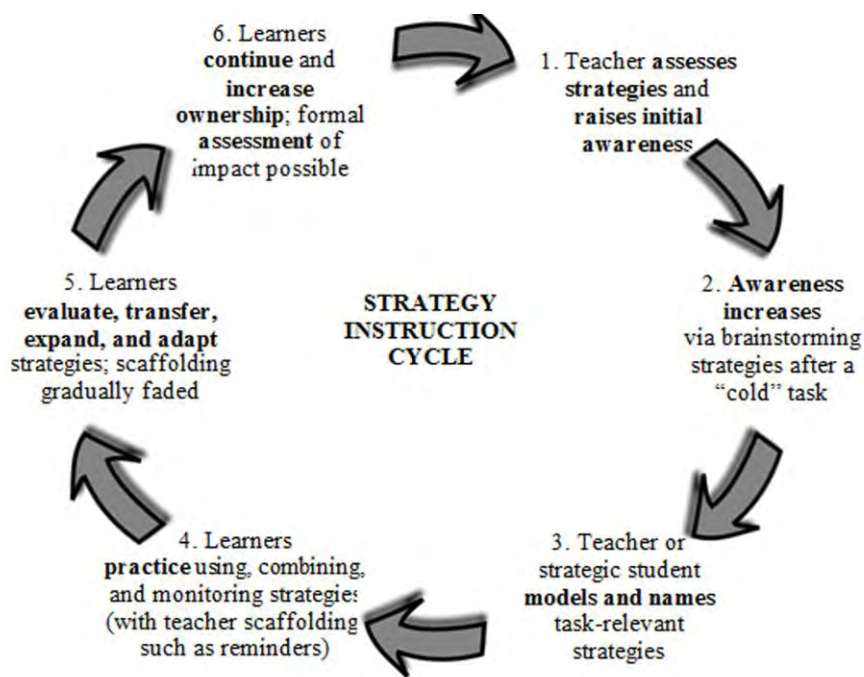 STRATEGY
INSTRUCTION
CYCLE
1. Teacher assesses
strategies and
raises initial
awareness
2. Awareness
increases
via brainstorming
strategies after a
“cold” task
3. Teacher or
strategic student
models and names
task-relevant
strategies
4. Learners
practice using, combining,
and monitoring strategies
(with teacher scaffolding
such as reminders)
5. Learners
evaluate, transfer,
expand, and adapt
strategies; scaffolding
gradually faded
6. Learners
continue and
increase
ownership; formal
assessment of
impact possible